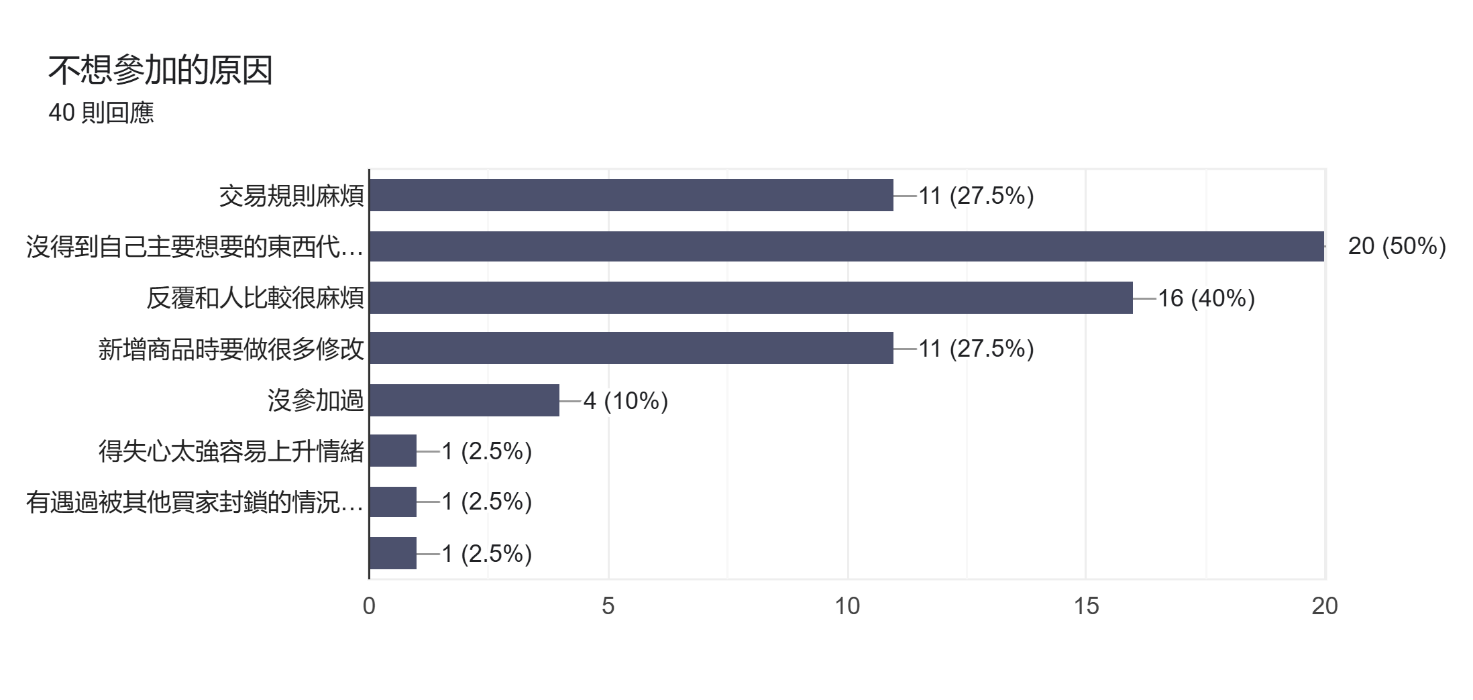 不想參加的原因
40 則回應
交易規則麻煩
11 (27.5%)
沒得到自己主要想要的東西代…
20 (50%)
反覆和人比較很麻煩
16 (40%)
新增商品時要做很多修改
11 (27.5%)
沒參加過
4 (10%)
得失心太強容易上升情緒
1 (2.5%)
有遇過被其他買家封鎖的情況…
1 (2.5%)
1 (2.5%)
0 5 10 15 20